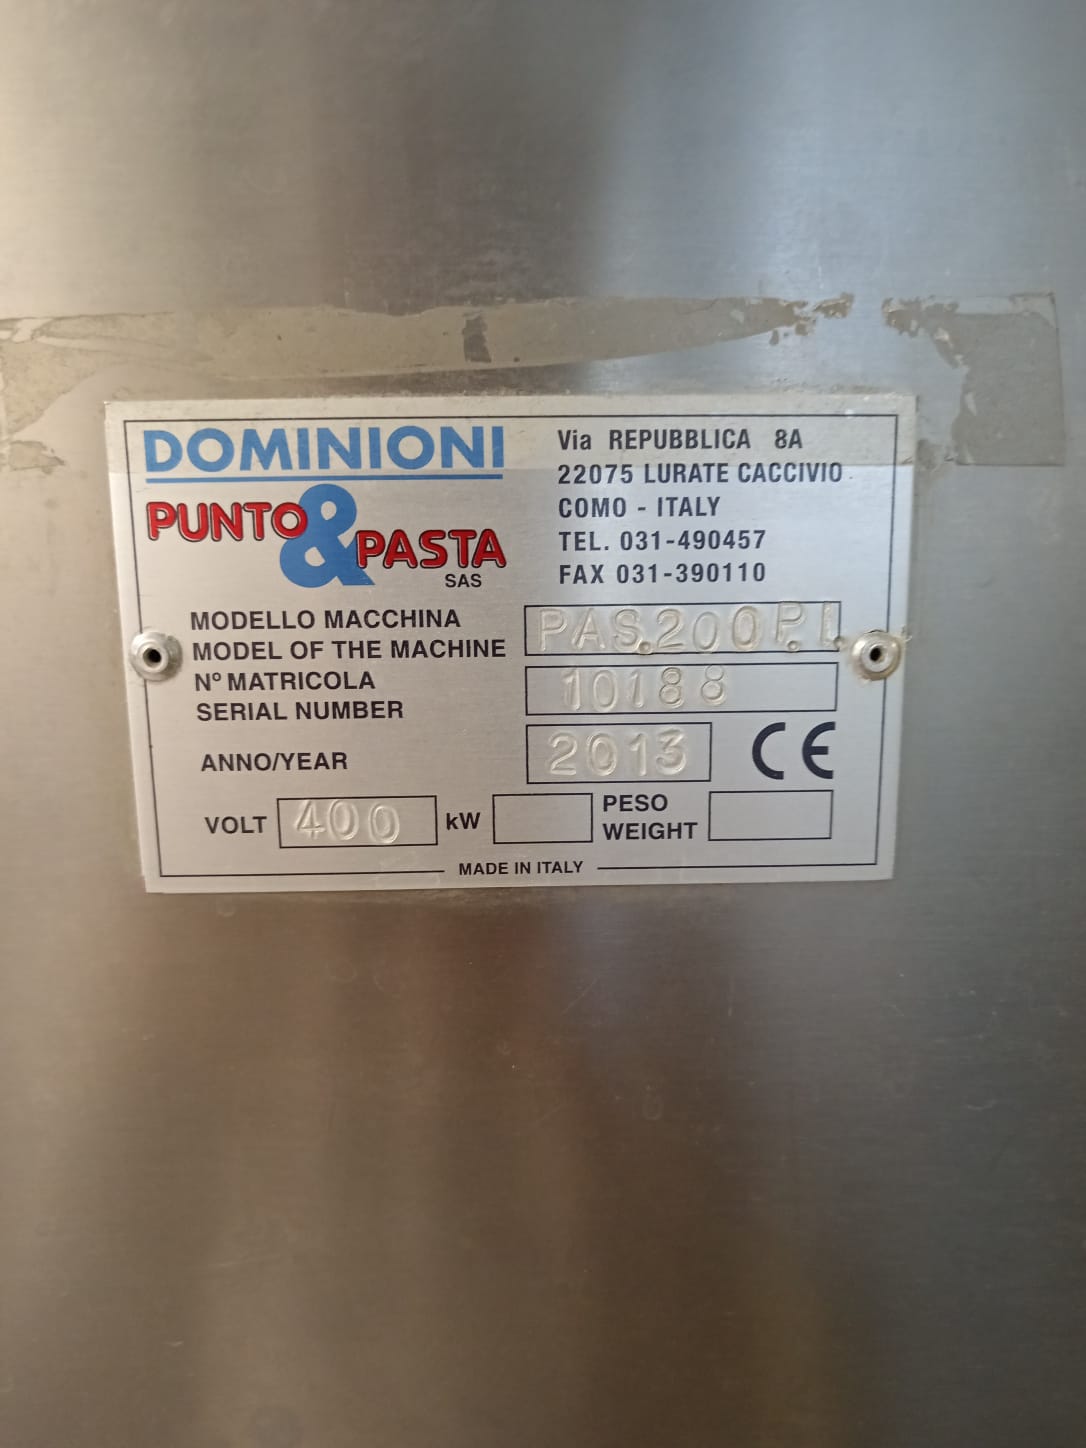 DOMINIONI
PUNTO & PASTA
SAS
Via REPUBBLICA 8A
22075 LURATE CACCIVIO
COMO - ITALY
TEL. 031-490457
FAX 031-390110
MODELLO MACCHINA
MODEL OF THE MACHINE
PAS.200P.I.
Nº MATRICOLA
SERIAL NUMBER
10188
ANNO/YEAR 2013 CE
VOLT 400 kW
PESO
WEIGHT
MADE IN ITALY